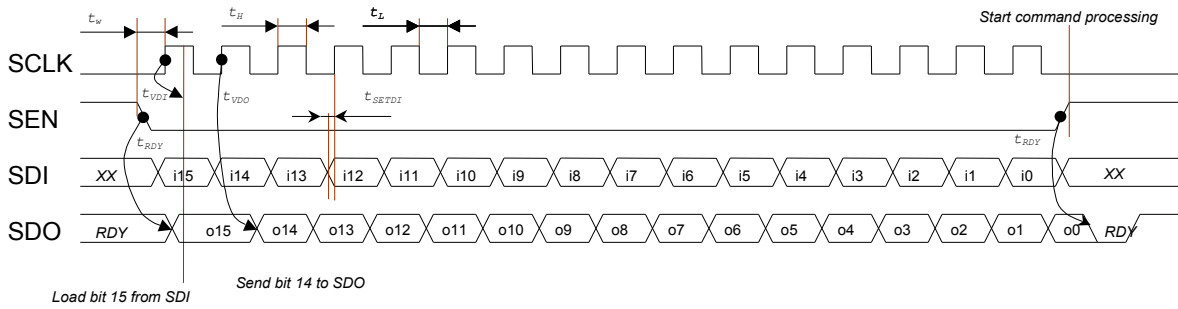 t_w t_H t_L Start command processing
SCLK
t_VDI t_VDO t_SETDI
SEN
t_RDY t_RDY
SDI XX i15 i14 i13 i12 i11 i10 i9 i8 i7 i6 i5 i4 i3 i2 i1 i0 XX
SDO RDY o15 o14 o13 o12 o11 o10 o9 o8 o7 o6 o5 o4 o3 o2 o1 o0 RDY
Send bit 14 to SDO
Load bit 15 from SDI